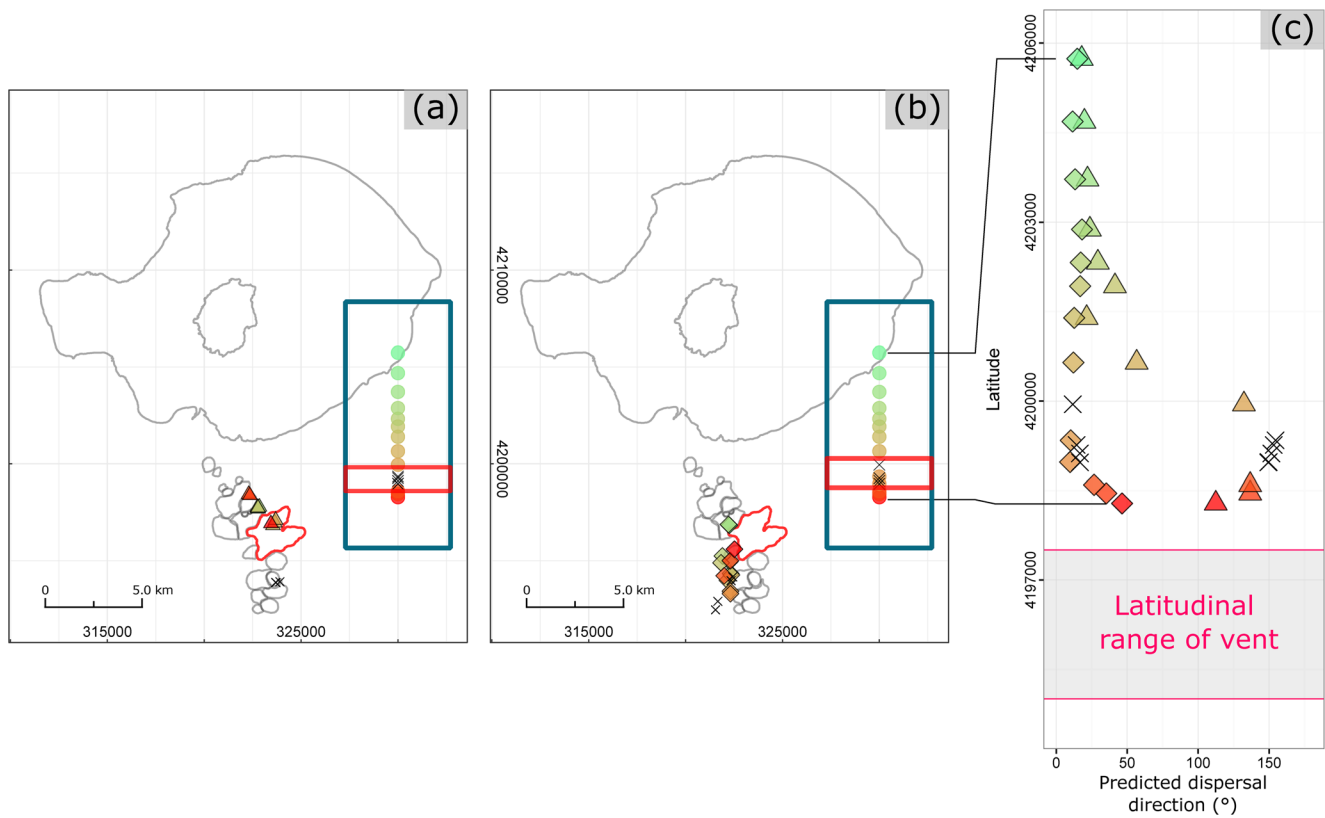 (a)
4210000
4200000
0
5.0 km
315000
325000
(b)
0
5.0 km
315000
325000
(c)
4206000
4203000
4200000
4197000
Latitude
Latitudinal
range of vent
0
50
100
150
Predicted dispersal
direction (°)